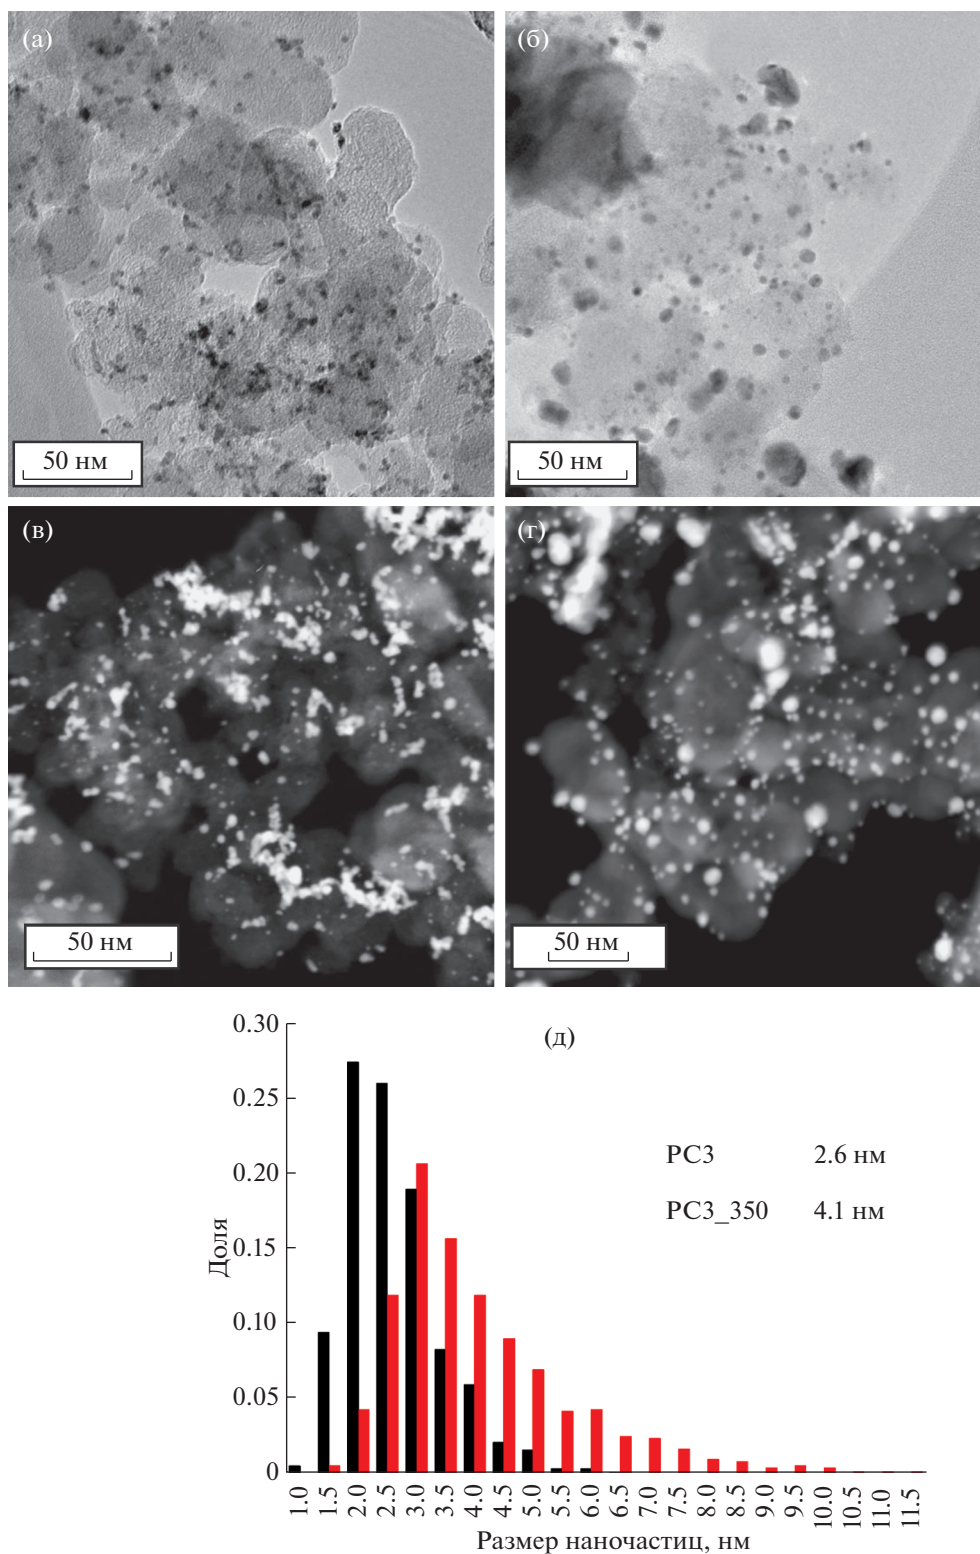 (а)
(б)
50 нм
50 нм
(в)
(г)
50 нм
50 нм
(д)
0.30
0.25
0.20
0.15
0.10
0.05
0
Доля
PC3 2.6 нм
PC3_350 4.1 нм
1.0 1.5 2.0 2.5 3.0 3.5 4.0 4.5 5.0 5.5 6.0 6.5 7.0 7.5 8.0 8.5 9.0 9.5 10.0 10.5 11.0 11.5
Размер наночастиц, нм